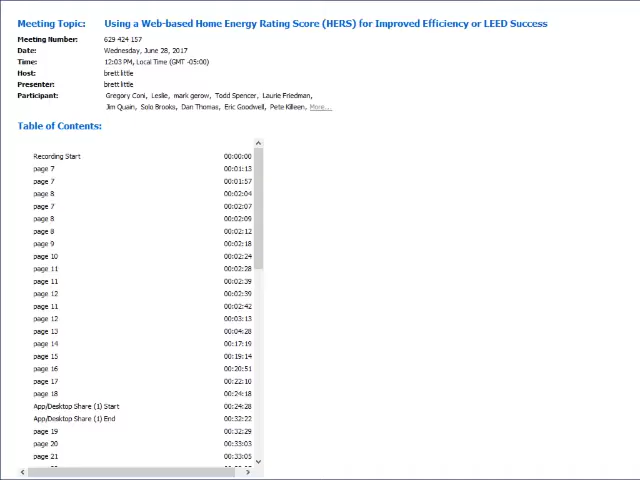 Meeting Topic: Using a Web-based Home Energy Rating Score (HERS) for Improved Efficiency or LEED Success
Meeting Number: 629 424 157
Date: Wednesday, June 28, 2017
Time: 12:03 PM, Local Time (GMT -05:00)
Host: brett little
Presenter: brett little
Participant: Gregory Coni, Leslie, mark gerow, Todd Spencer, Laurie Friedman,
Jim Quain, Solo Brooks, Dan Thomas, Eric Goodwell, Pete Killeen, More...
Table of Contents:
Recording Start 00:00:00
page 7 00:01:13
page 7 00:01:57
page 8 00:02:04
page 7 00:02:07
page 8 00:02:09
page 8 00:02:12
page 9 00:02:18
page 10 00:02:24
page 11 00:02:28
page 11 00:02:39
page 12 00:02:39
page 11 00:02:42
page 12 00:03:13
page 13 00:04:28
page 14 00:17:19
page 15 00:19:14
page 16 00:20:51
page 17 00:22:10
page 18 00:24:18
App/Desktop Share (1) Start 00:24:28
App/Desktop Share (1) End 00:32:22
page 19 00:32:29
page 20 00:33:03
page 21 00:33:05